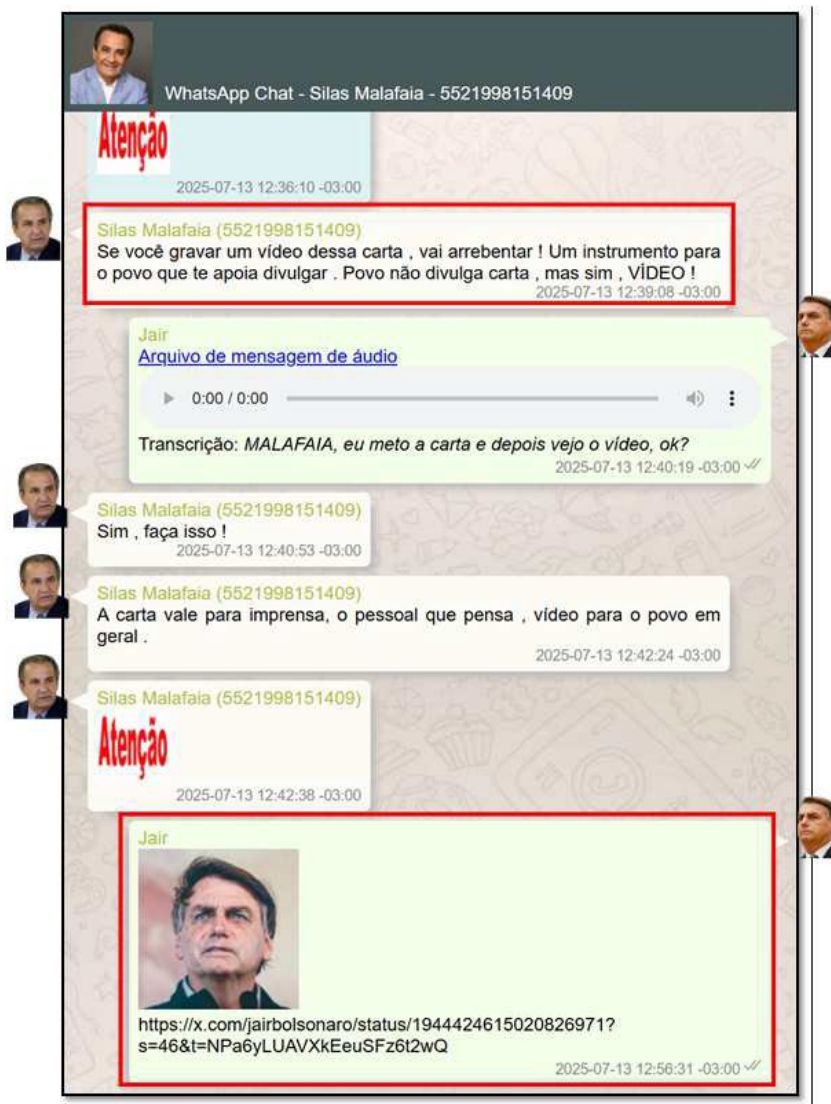 WhatsApp Chat - Silas Malafaia - 5521998151409
Atenção
2025-07-13 12:36:10 -03:00
Silas Malafaia (5521998151409)
Se você gravar um vídeo dessa carta , vai arrebentar ! Um instrumento para
o povo que te apoia divulgar . Povo não divulga carta , mas sim , VÍDEO !
2025-07-13 12:39:08 -03:00
Jair
Arquivo de mensagem de áudio
0:00 / 0:00
Transcrição: MALAFAIA, eu meto a carta e depois vejo o vídeo, ok?
2025-07-13 12:40:19 -03:00
Silas Malafaia (5521998151409)
Sim , faça isso !
2025-07-13 12:40:53 -03:00
Silas Malafaia (5521998151409)
A carta vale para imprensa, o pessoal que pensa , vídeo para o povo em
geral .
2025-07-13 12:42:24 -03:00
Silas Malafaia (5521998151409)
Atenção
2025-07-13 12:42:38 -03:00
Jair
https://x.com/jairbolsonaro/status/1944424615020826971?
s=46&t=NPa6yLUAVXkEeuSFz6t2wQ
2025-07-13 12:56:31 -03:00